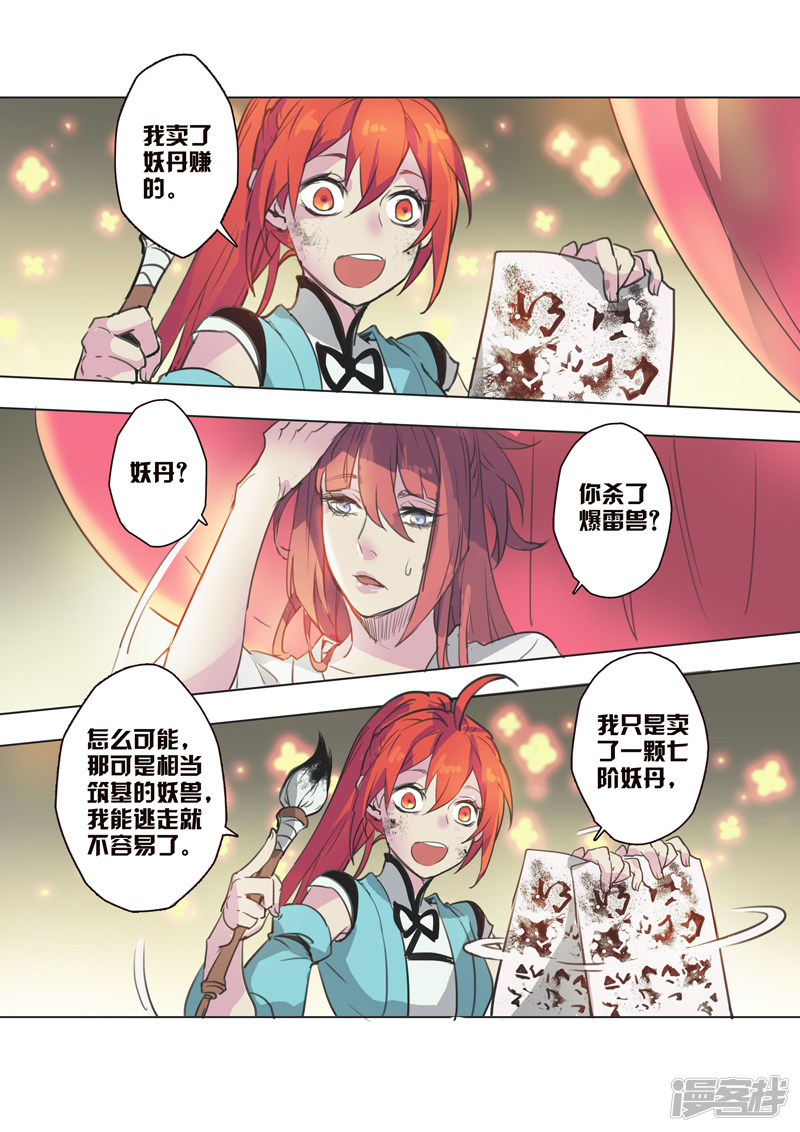 我卖了
妖丹赚
的。
妖丹？
你杀了
爆雷兽？
怎么可能，
那可是相当
筑基的妖兽，
我能逃走就
不容易了。
我只是卖
了一颗七
阶妖丹，
漫客栈